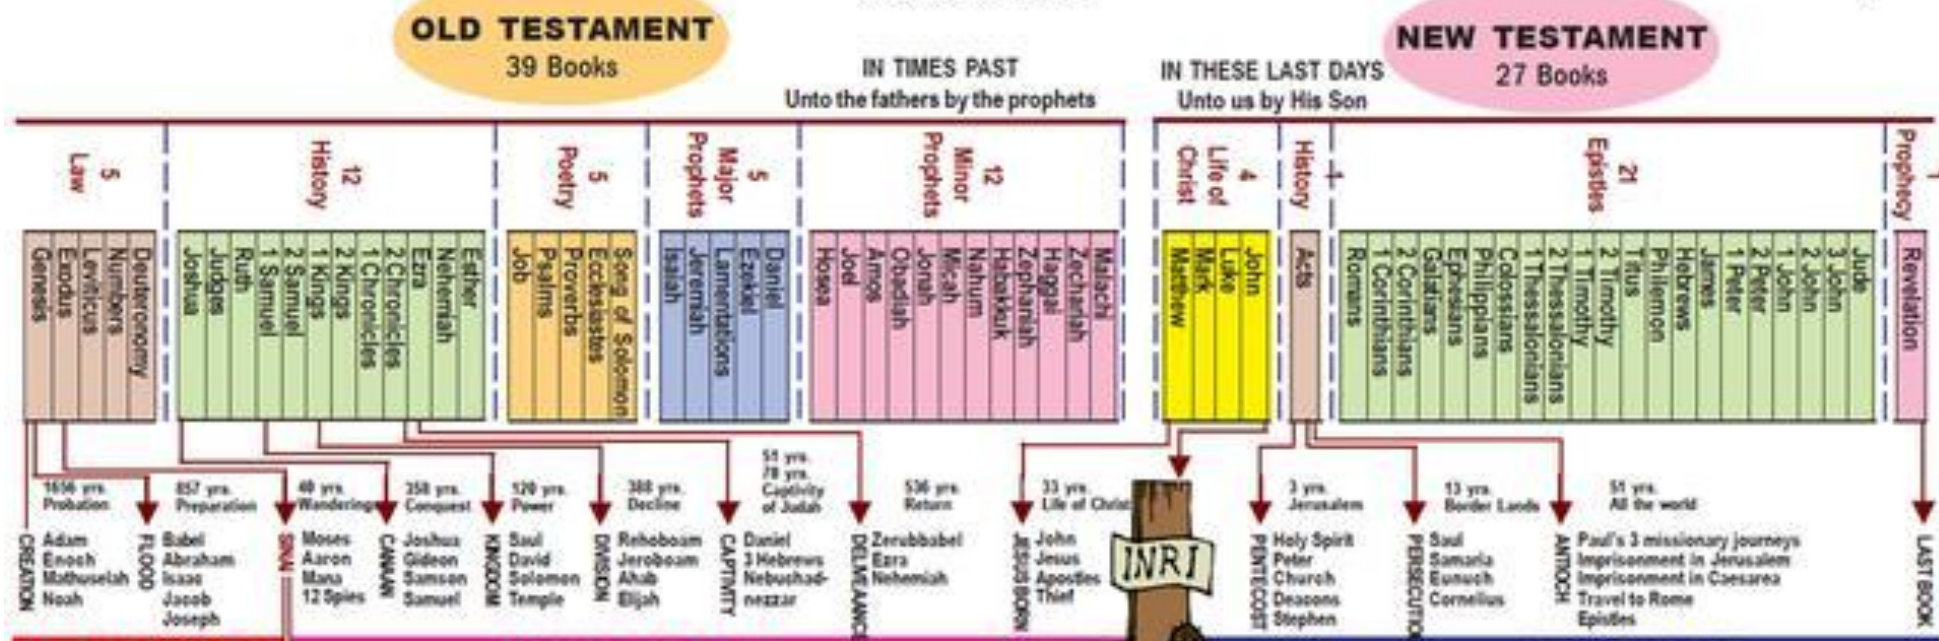 OLD TESTAMENT
39 Books
IN TIMES PAST
Unto the fathers by the prophets
IN THESE LAST DAYS
Unto us by His Son
NEW TESTAMENT
27 Books
5
Law
12
History
5
Poetry
5
Major
Prophets
12
Minor
Prophets
4
Life of
Christ
1
History
21
Epistles
1
Prophecy
Genesis
Exodus
Leviticus
Numbers
Deuteronomy
Joshua
Judges
Ruth
1 Samuel
2 Samuel
1 Kings
2 Kings
1 Chronicles
2 Chronicles
Ezra
Nehemiah
Esther
Job
Psalms
Proverbs
Ecclesiastes
Song of Solomon
Isaiah
Jeremiah
Lamentations
Ezekiel
Daniel
Hosea
Joel
Amos
Obadiah
Jonah
Micah
Nahum
Habakkuk
Zephaniah
Haggai
Zechariah
Malachi
Matthew
Mark
Luke
John
Acts
Romans
1 Corinthians
2 Corinthians
Galatians
Ephesians
Philippians
Colossians
1 Thessalonians
2 Thessalonians
1 Timothy
2 Timothy
Titus
Philemon
Hebrews
James
1 Peter
2 Peter
1 John
2 John
3 John
Jude
Revelation
CREATION
1656 yrs.
Probation
Adam
Enoch
Mathuselah
Noah
FLOOD
857 yrs.
Preparation
Babel
Abraham
Isaac
Jacob
Joseph
SINAI
40 yrs.
Wanderings
Moses
Aaron
Mana
12 Spies
CANAAN
350 yrs.
Conquest
Joshua
Gideon
Samson
Samuel
KINGDOM
120 yrs.
Power
Saul
David
Solomon
Temple
DIVISION
388 yrs.
Decline
Rehoboam
Jeroboam
Ahab
Elijah
CAPTIVITY
51 yrs.
70 yrs.
Captivity
of Judah
Daniel
3 Hebrews
Nebuchad-
nezzar
536 yrs.
Return
Zerubbabel
Ezra
Nehemiah
JESUS BORN
33 yrs.
Life of Christ
John
Jesus
Apostles
Thief
INRI
PENTECOST
3 yrs.
Jerusalem
Holy Spirit
Peter
Church
Deacons
Stephen
PERSECUTIO
13 yrs.
Border Lands
Saul
Samaria
Eunuch
Cornelius
ANTIOCH
51 yrs.
All the world
Paul's 3 missionary journeys
Imprisonment in Jerusalem
Imprisonment in Caesarea
Travel to Rome
Epistles
LAST BOOK